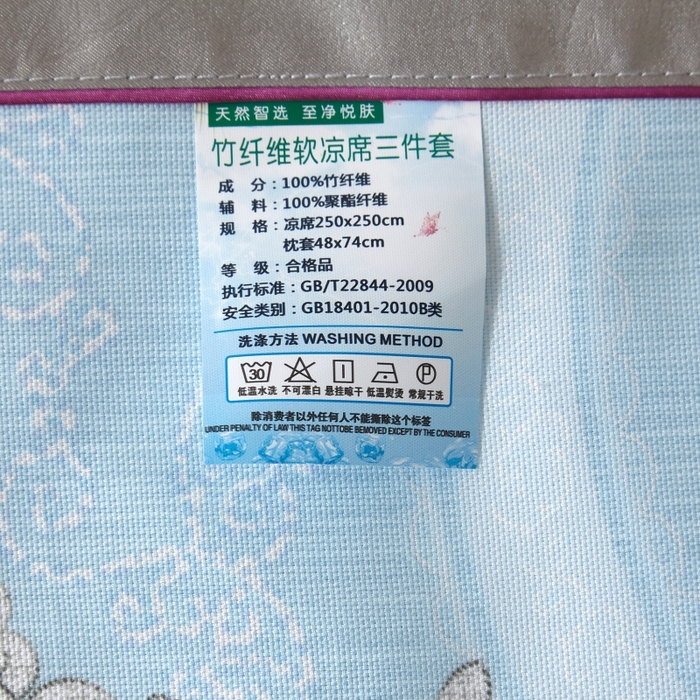 天然智选 至净悦肤
竹纤维软凉席三件套
成 分：100%竹纤维
辅 料：100%聚酯纤维
规 格：凉席250x250cm
枕套48x74cm
等 级：合格品
执行标准：GB/T22844-2009
安全类别：GB18401-2010B类
洗涤方法 WASHING METHOD
30 P
低温水洗 不可漂白 悬挂晾干 低温熨烫 常规干洗
除消费者以外任何人不能撕除这个标签
UNDER PENALTY OF LAW THIS TAG NOTTOBE BEMOVED EXCEPT BY THE CONSUMER